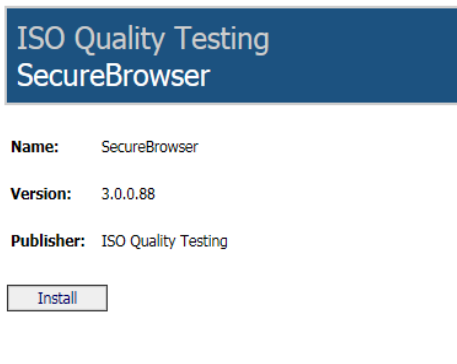 ISO Quality Testing
SecureBrowser
Name: SecureBrowser
Version: 3.0.0.88
Publisher: ISO Quality Testing
Install